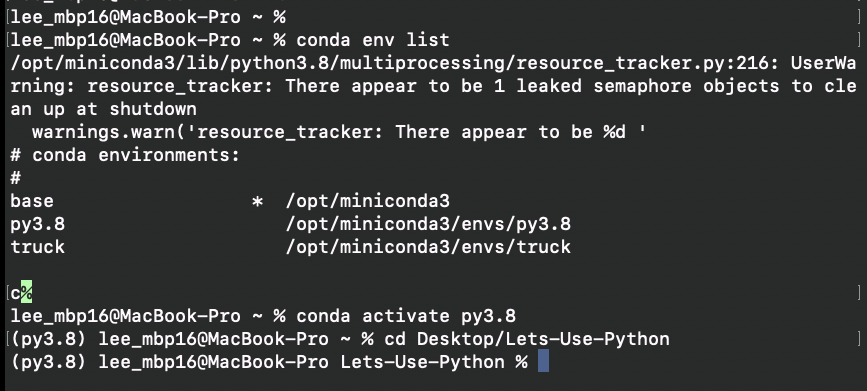 [lee_mbp16@MacBook-Pro ~ % ]
[lee_mbp16@MacBook-Pro ~ % conda env list ]
/opt/miniconda3/lib/python3.8/multiprocessing/resource_tracker.py:216: UserWa
rning: resource_tracker: There appear to be 1 leaked semaphore objects to cle
an up at shutdown
  warnings.warn('resource_tracker: There appear to be %d '
# conda environments:
#
base                  *  /opt/miniconda3
py3.8                    /opt/miniconda3/envs/py3.8
truck                    /opt/miniconda3/envs/truck
[c% ]
lee_mbp16@MacBook-Pro ~ % conda activate py3.8
[(py3.8) lee_mbp16@MacBook-Pro ~ % cd Desktop/Lets-Use-Python ]
(py3.8) lee_mbp16@MacBook-Pro Lets-Use-Python %